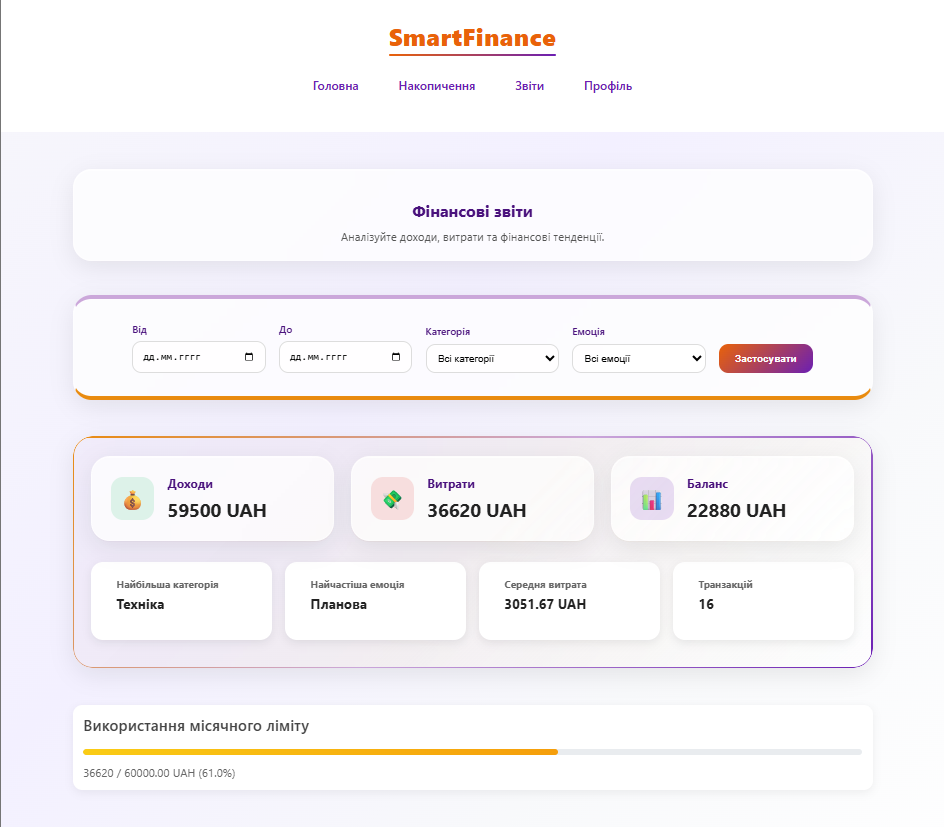 SmartFinance
Головна Накопичення Звіти Профіль
Фінансові звіти
Аналізуйте доходи, витрати та фінансові тенденції.
Від До Категорія Емоція
дд.мм.гггг дд.мм.гггг Всі категорії Всі емоції Застосувати
Доходи
59500 UAH
Витрати
36620 UAH
Баланс
22880 UAH
Найбільша категорія
Техніка
Найчастіша емоція
Планова
Середня витрата
3051.67 UAH
Транзакцій
16
Використання місячного ліміту
36620 / 60000.00 UAH (61.0%)